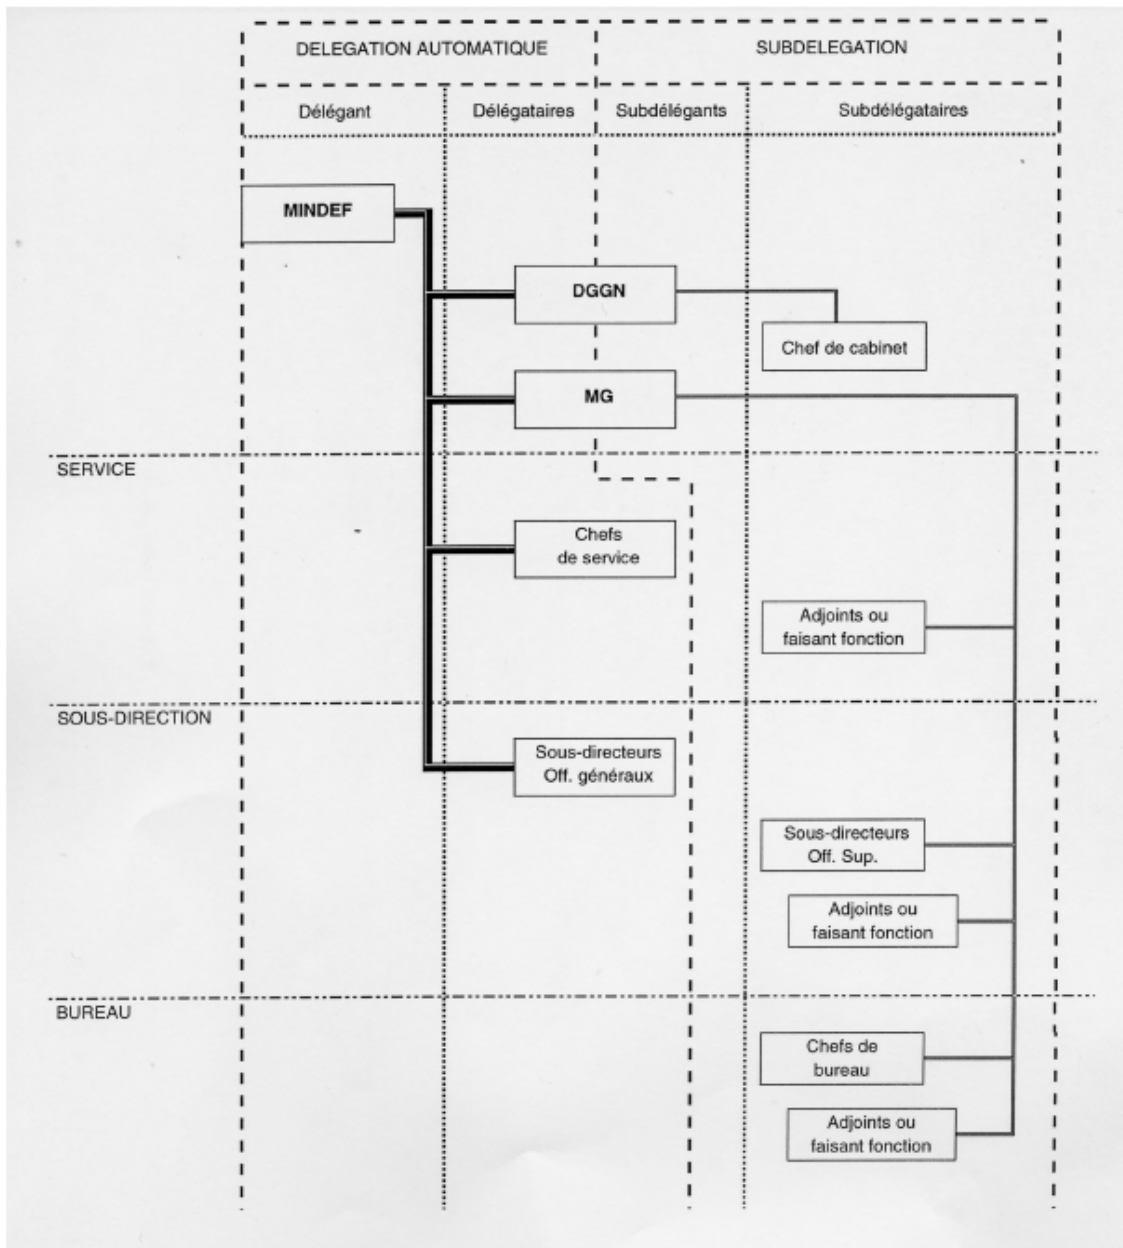 DELEGATION AUTOMATIQUE
SUBDELEGATION
Délégant
Délégataires
Subdélégants
Subdélégataires
MINDEF
DGGN
Chef de cabinet
MG
SERVICE
Chefs
de service
Adjoints ou
faisant fonction
SOUS-DIRECTION
Sous-directeurs
Off. généraux
Sous-directeurs
Off. Sup.
Adjoints ou
faisant fonction
BUREAU
Chefs de
bureau
Adjoints ou
faisant fonction